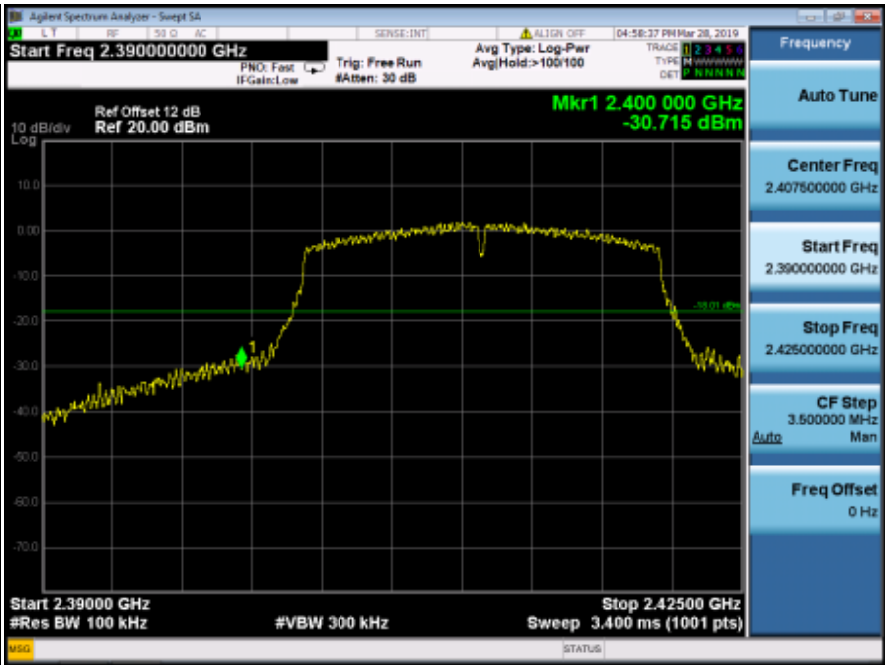 Agilent Spectrum Analyzer - Swept SA
L T RF 50 Ω AC SENSE:INT ALIGN OFF 04:58:37 PM Mar 28, 2019
Start Freq 2.390000000 GHz
PNO: Fast
IFGain:Low
Trig: Free Run
#Atten: 30 dB
Avg Type: Log-Pwr
Avg|Hold:>100/100
TRACE 1 2 3 4 5 6
TYPE M WWWWW
DET P N N N N N
Ref Offset 12 dB
10 dB/div Ref 20.00 dBm
Log
Mkr1 2.400 000 GHz
-30.715 dBm
10.0
0.00
-10.0
-20.0
-30.0
-40.0
-50.0
-60.0
-70.0
1
-18.01 dBm
Start 2.39000 GHz
Stop 2.42500 GHz
#Res BW 100 kHz
#VBW 300 kHz
Sweep 3.400 ms (1001 pts)
MSG
STATUS
Frequency
Auto Tune
Center Freq
2.407500000 GHz
Start Freq
2.390000000 GHz
Stop Freq
2.425000000 GHz
CF Step
3.500000 MHz
Auto Man
Freq Offset
0 Hz